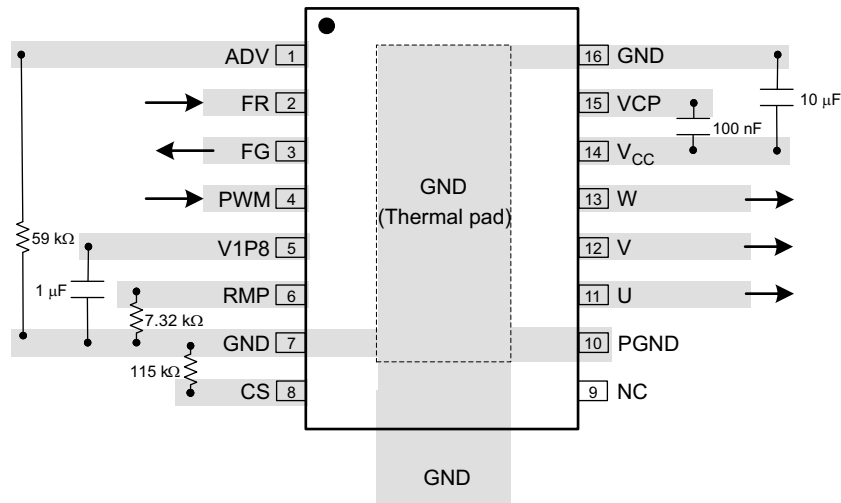 ADV 1
FR 2
FG 3
PWM 4
V1P8 5
RMP 6
GND 7
CS 8
59 kΩ
1 μF
7.32 kΩ
115 kΩ
GND
(Thermal pad)
GND
16 GND
15 VCP
14 VCC
13 W
12 V
11 U
10 PGND
9 NC
100 nF
10 μF